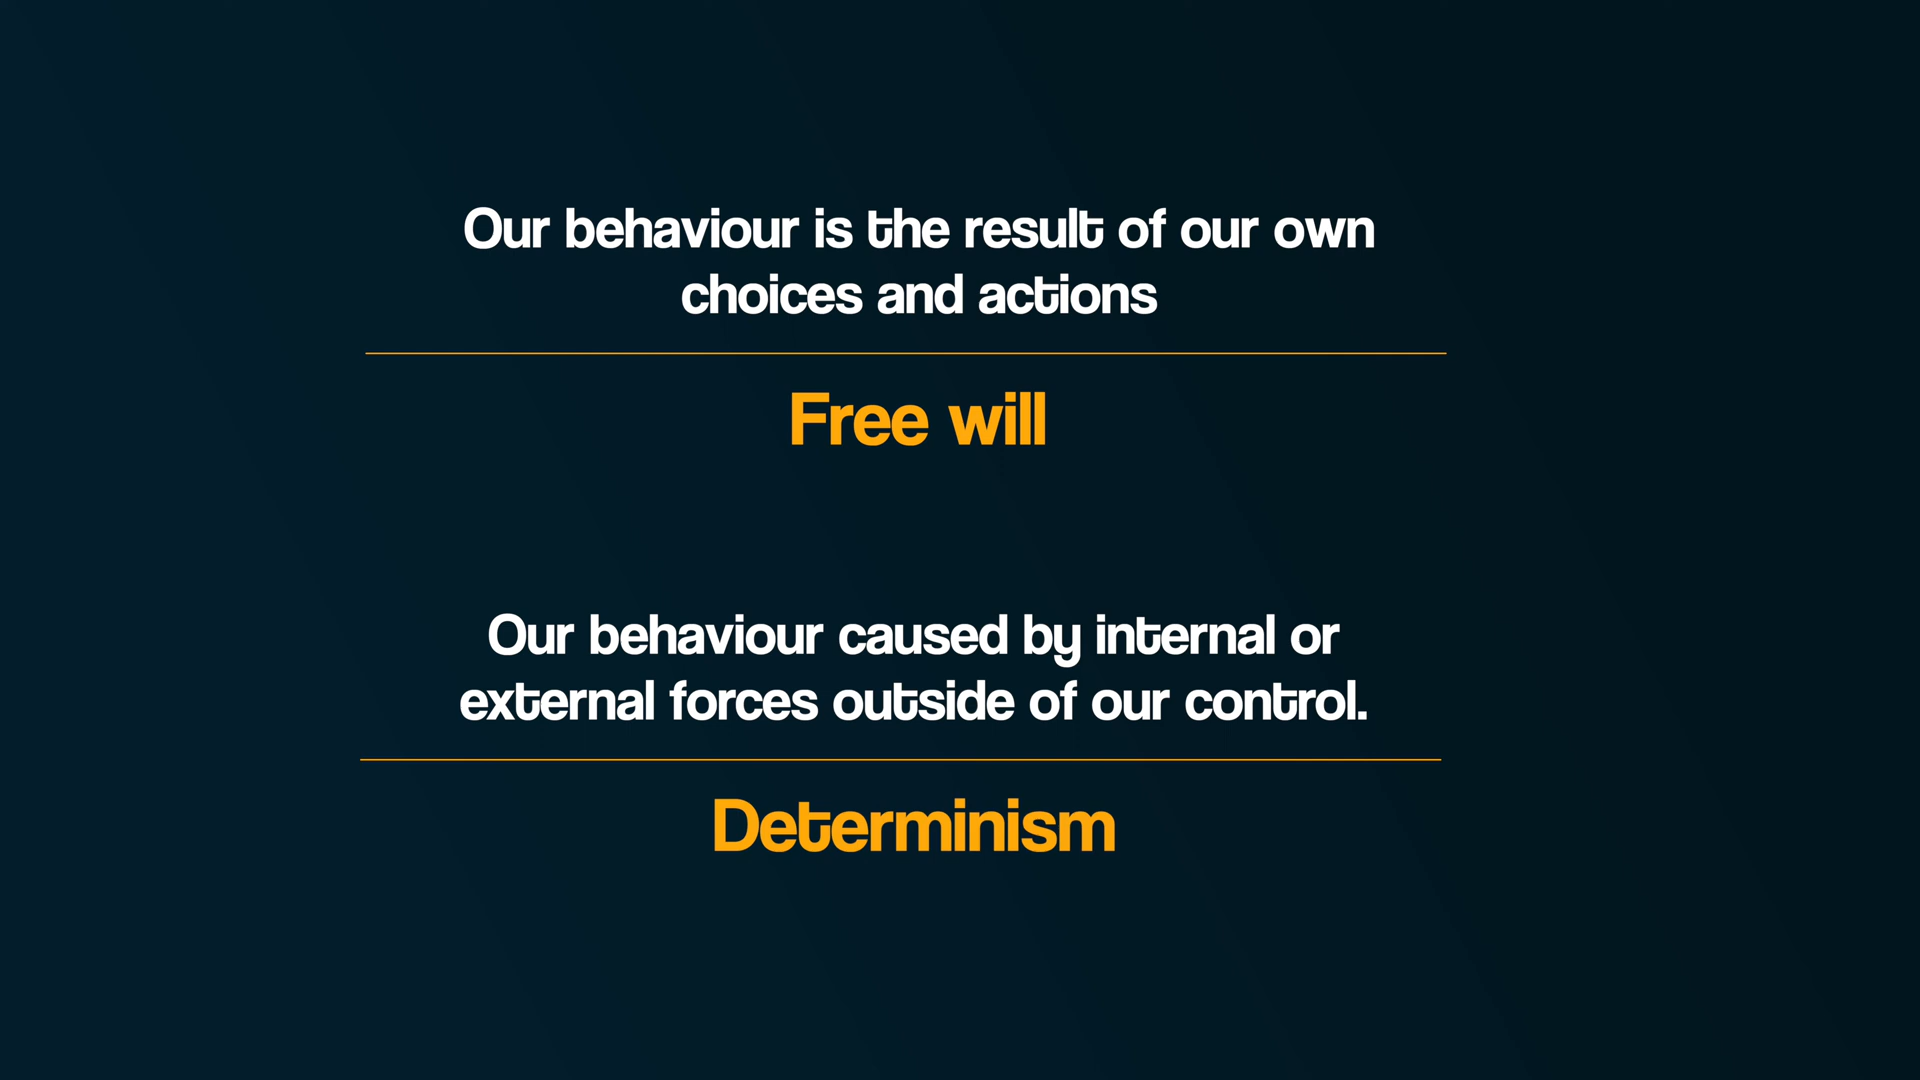 Our behaviour is the result of our own
choices and actions
Free will
Our behaviour caused by internal or
external forces outside of our control.
Determinism